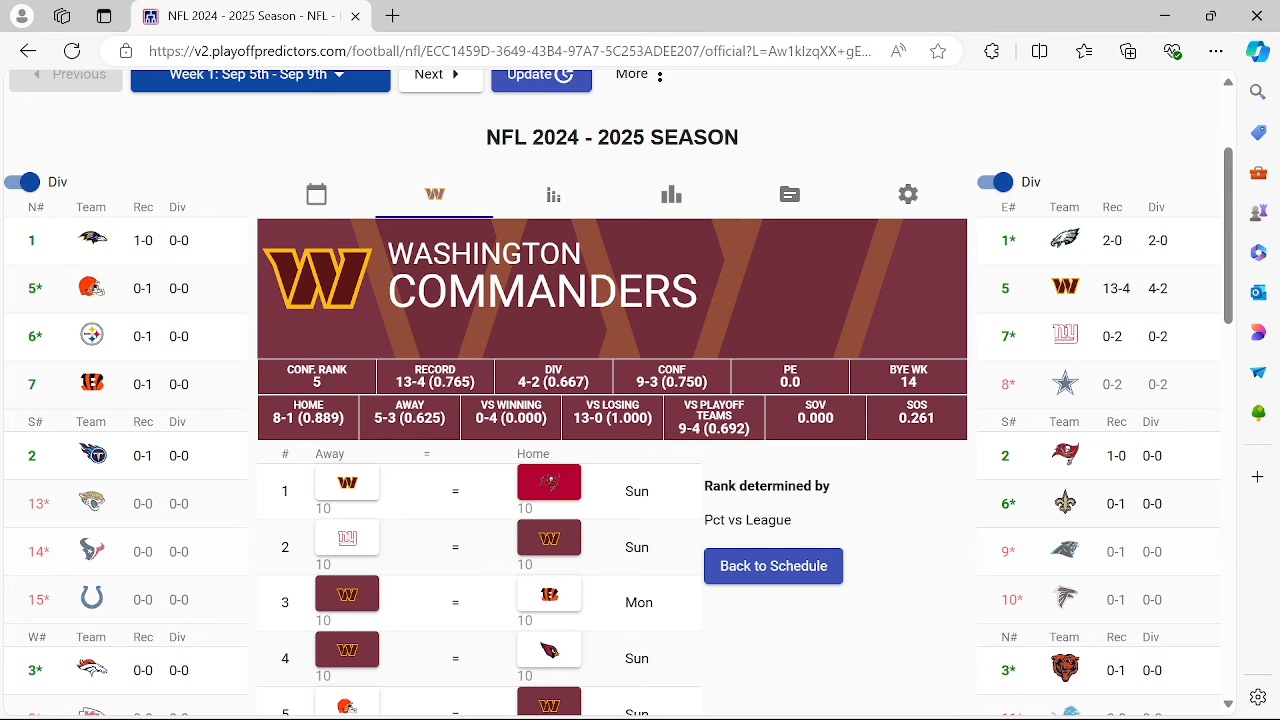 NFL 2024 - 2025 Season - Away
https://v2.playoffpredictors.com/football/nfl/ECC1459D-3649-43B4-97A7-5C253ADEE207/official?L=Aw1klzqXX+gE...
Previous Week 1: Sep 5th - Sep 9th Next Update More
NFL 2024 - 2025 SEASON
Div
N# Team Rec Div
1 1-0 0-0
5* 0-1 0-0
6* 0-1 0-0
7 0-1 0-0
S# Team Rec Div
2 0-1 0-0
13* 0-0 0-0
14* 0-0 0-0
15* 0-0 0-0
W# Team Rec Div
3* 0-0 0-0
WASHINGTON
COMMANDERS
CONF. RANK RECORD DIV CONF PE BYE WK
5 13-4 (0.765) 4-2 (0.667) 9-3 (0.750) 0.0 14
HOME AWAY VS WINNING VS LOSING VS PLAYOFF TEAMS SOV SOS
8-1 (0.889) 5-3 (0.625) 0-4 (0.000) 13-0 (1.000) 9-4 (0.692) 0.000 0.261
# Away = Home
1 = Sun
10 10
2 = Sun
10 10
3 = Mon
10 10
4 = Sun
10 10
5 = Sun
Rank determined by
Pct vs League
Back to Schedule
Div
E# Team Rec Div
1* 2-0 2-0
5 13-4 4-2
7* 0-2 0-2
8* 0-2 0-2
S# Team Rec Div
2 1-0 0-0
6* 0-1 0-0
9* 0-1 0-0
10* 0-1 0-0
N# Team Rec Div
3* 0-1 0-0